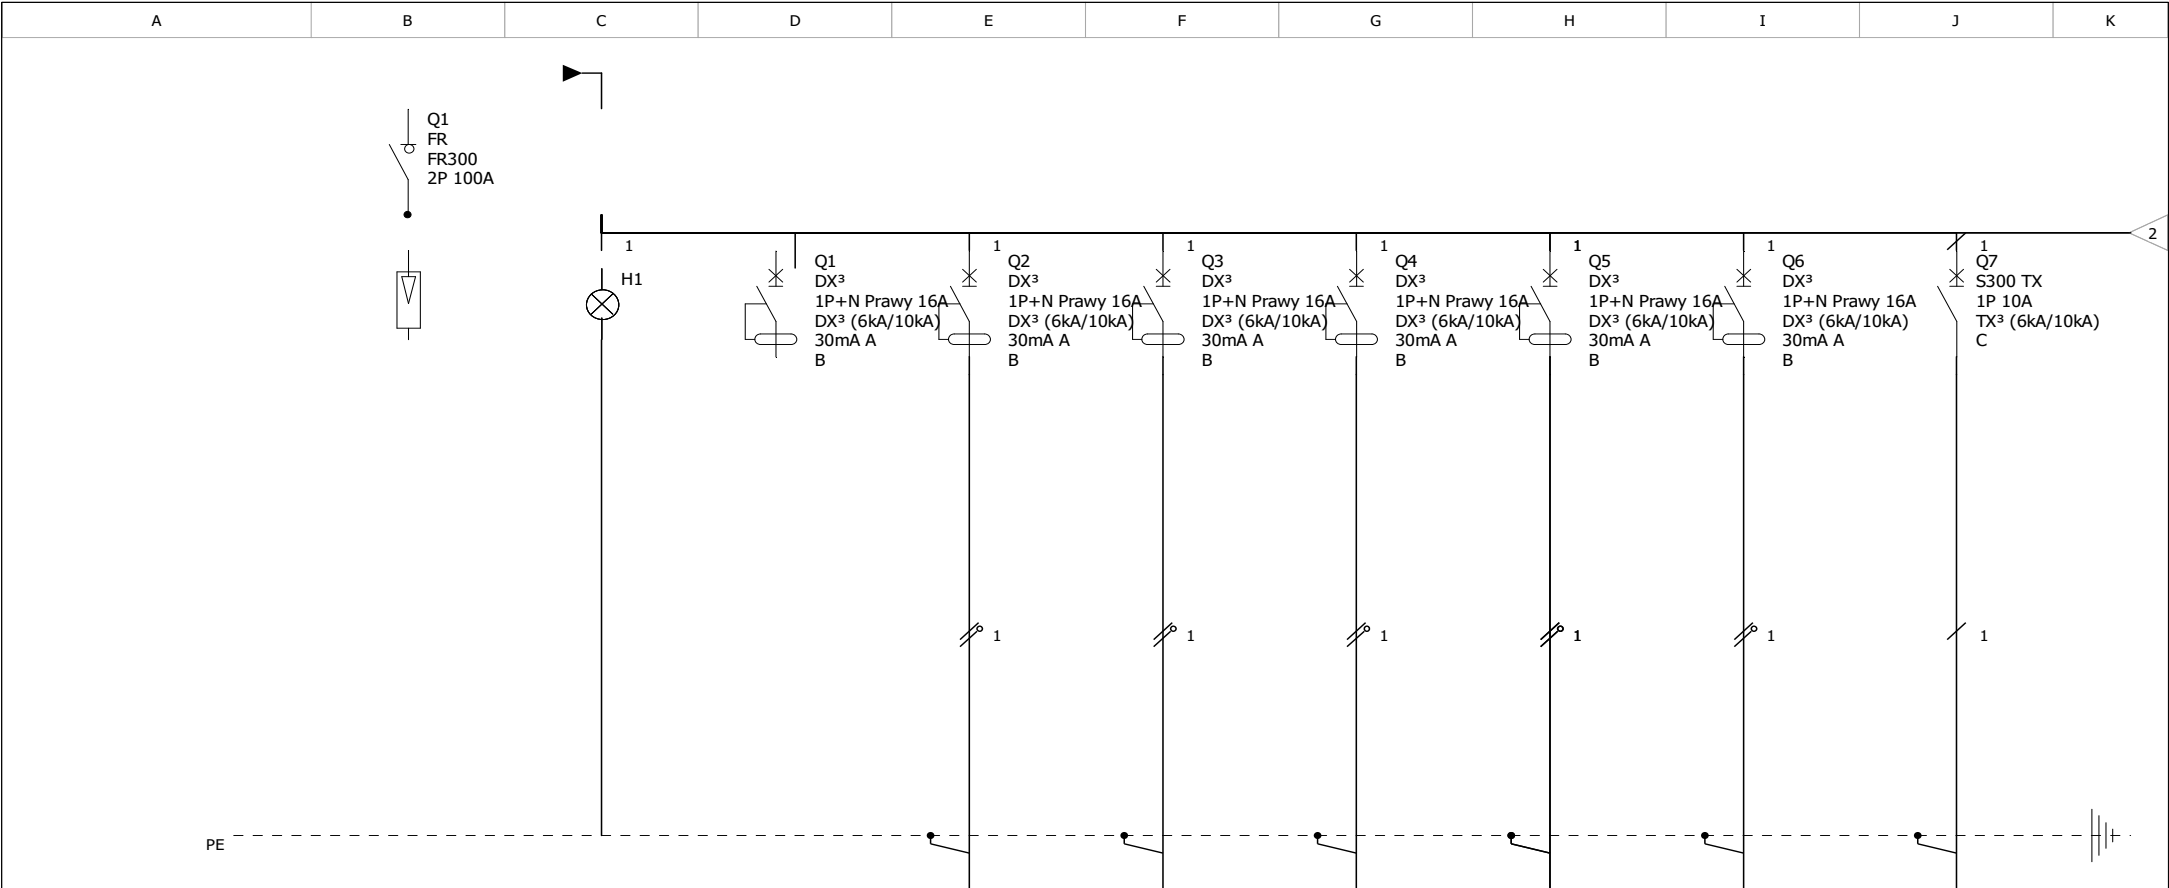 A B C D E F G H I J K
Q1
FR
FR300
2P 100A
2
1
H1
Q1
DX³
1P+N Prawy 16A
DX³ (6kA/10kA)
30mA A
B
1
Q2
DX³
1P+N Prawy 16A
DX³ (6kA/10kA)
30mA A
B
1
Q3
DX³
1P+N Prawy 16A
DX³ (6kA/10kA)
30mA A
B
1
Q4
DX³
1P+N Prawy 16A
DX³ (6kA/10kA)
30mA A
B
1
Q5
DX³
1P+N Prawy 16A
DX³ (6kA/10kA)
30mA A
B
1
Q6
DX³
1P+N Prawy 16A
DX³ (6kA/10kA)
30mA A
B
1
Q7
S300 TX
1P 10A
TX³ (6kA/10kA)
C
1 1 1 1 1 1
PE